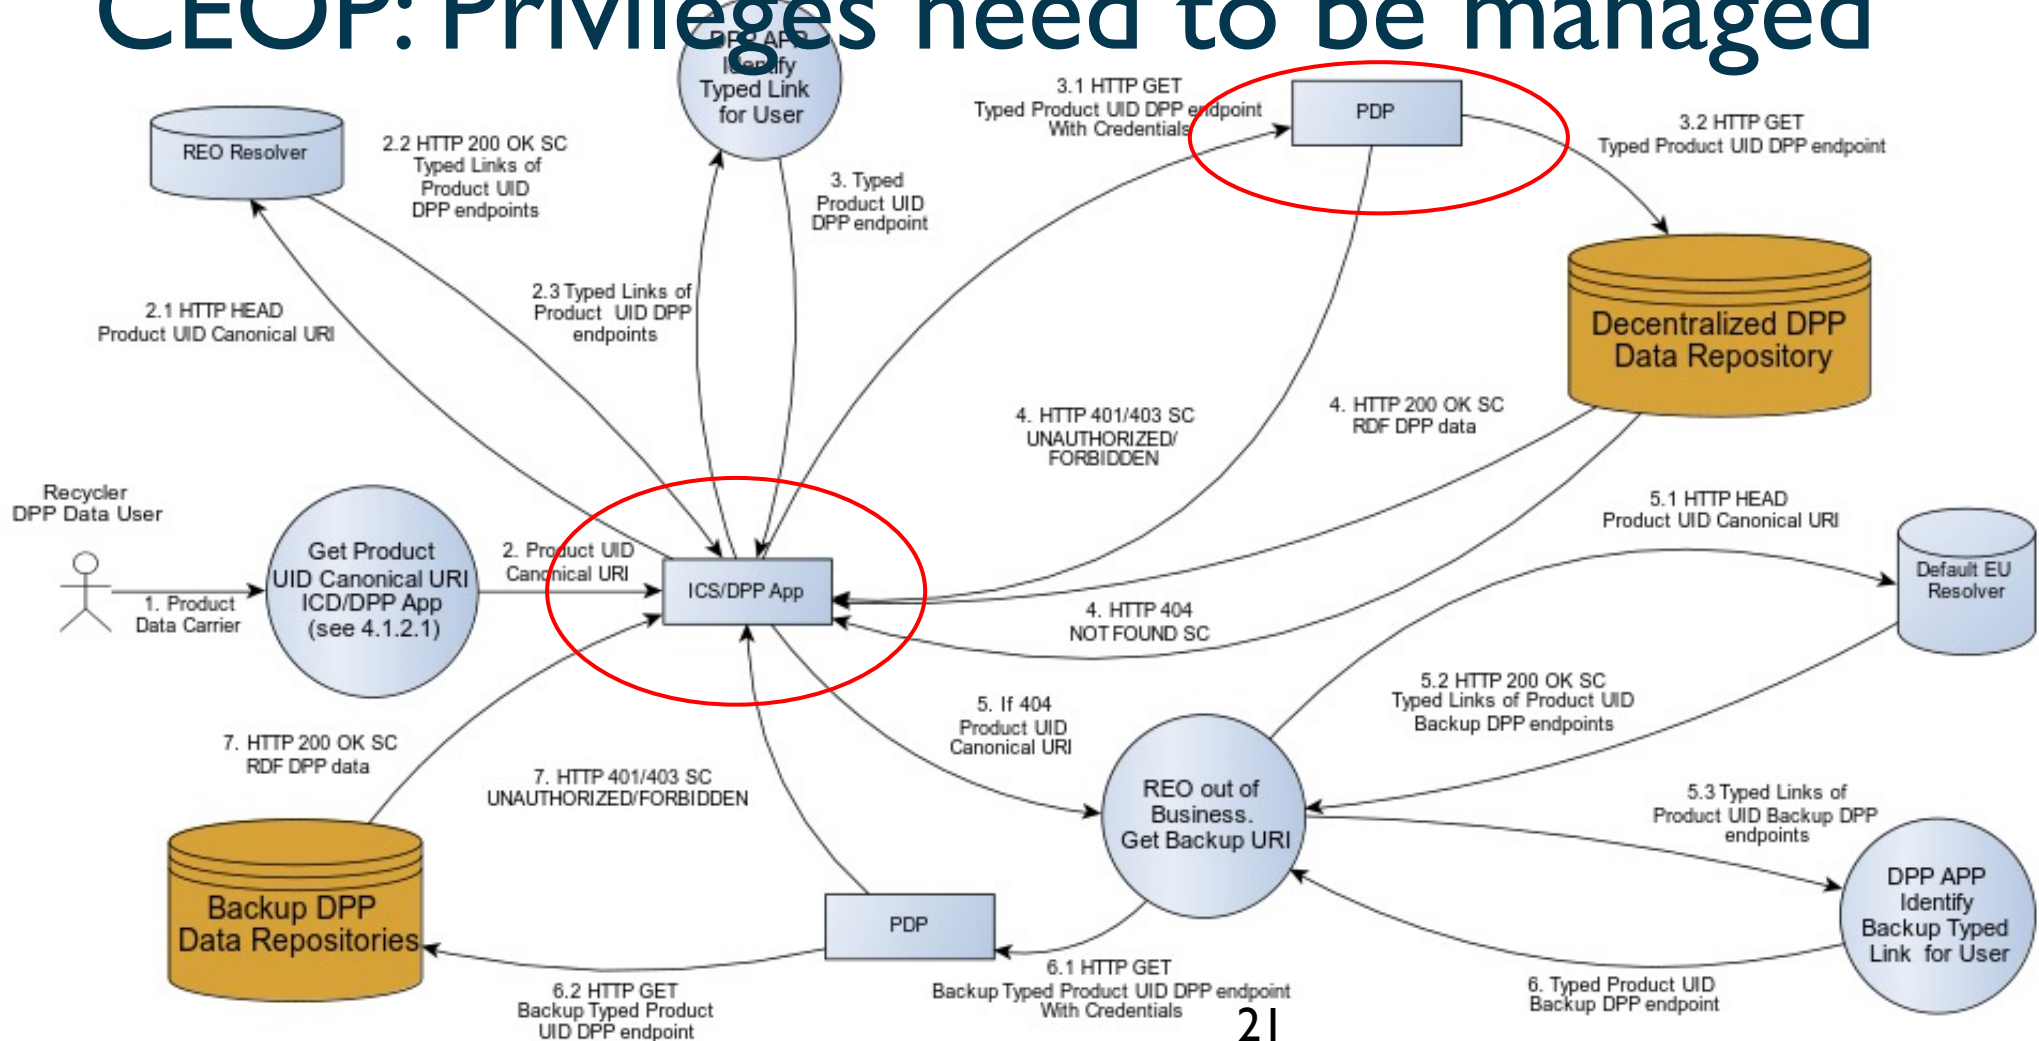 CEOP: Privileges need to be managed
DPP APP
Identify
Typed Link
for User
3.1 HTTP GET
Typed Product UID DPP endpoint
With Credentials
PDP
3.2 HTTP GET
Typed Product UID DPP endpoint
REO Resolver
2.2 HTTP 200 OK SC
Typed Links of
Product UID
DPP endpoints
3. Typed
Product UID
DPP endpoint
2.1 HTTP HEAD
Product UID Canonical URI
2.3 Typed Links of
Product UID DPP
endpoints
Decentralized DPP
Data Repository
4. HTTP 401/403 SC
UNAUTHORIZED/
FORBIDDEN
4. HTTP 200 OK SC
RDF DPP data
Recycler
DPP Data User
1. Product
Data Carrier
Get Product
UID Canonical URI
ICD/DPP App
(see 4.1.2.1)
2. Product UID
Canonical URI
ICS/DPP App
4. HTTP 404
NOT FOUND SC
5.1 HTTP HEAD
Product UID Canonical URI
Default EU
Resolver
5.2 HTTP 200 OK SC
Typed Links of Product UID
Backup DPP endpoints
5. If 404
Product UID
Canonical URI
7. HTTP 200 OK SC
RDF DPP data
7. HTTP 401/403 SC
UNAUTHORIZED/FORBIDDEN
REO out of
Business.
Get Backup URI
5.3 Typed Links of
Product UID Backup DPP
endpoints
Backup DPP
Data Repositories
PDP
DPP APP
Identify
Backup Typed
Link for User
6.1 HTTP GET
Backup Typed Product UID DPP endpoint
With Credentials
6.2 HTTP GET
Backup Typed Product
UID DPP endpoint
6. Typed Product UID
Backup DPP endpoint
21